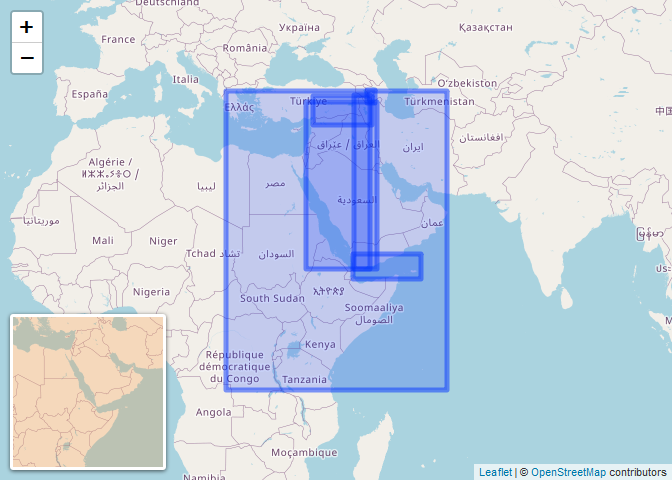 Deutschland
+
−
Україна
Қазақстан
France
România
Italia
O‘zbekiston
España
Ελλάς
Türkiye
Türkmenistan
افغانستان
ایران
العراق / عێراق
Algérie /
الجزائر
ليبيا
مصر
السعودية
عمان
موريتانيا
Mali
Niger
Tchad تشاد
السودان
Nigeria
South Sudan
ኢትዮጵያ
Soomaaliya
الصومال
Kenya
République
démocratique
du Congo
Tanzania
Angola
Moçambique
Namibia
Leaflet | © OpenStreetMap contributors